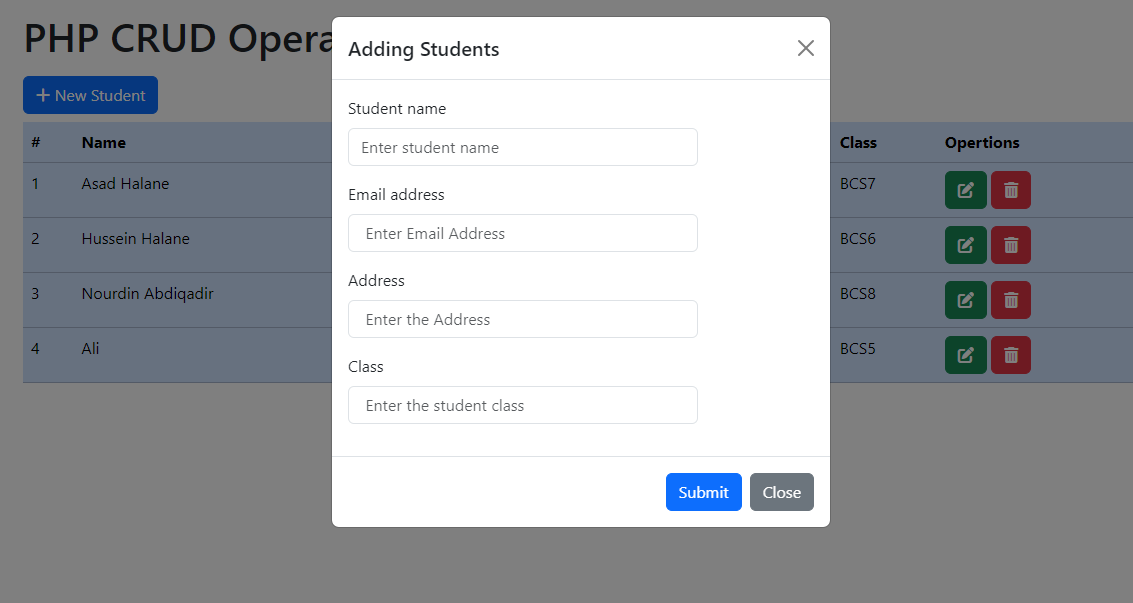 PHP CRUD Opera
New Student
# Name Class Opertions
1 Asad Halane BCS7
2 Hussein Halane BCS6
3 Nourdin Abdiqadir BCS8
4 Ali BCS5
Adding Students
Student name
Enter student name
Email address
Enter Email Address
Address
Enter the Address
Class
Enter the student class
Submit Close